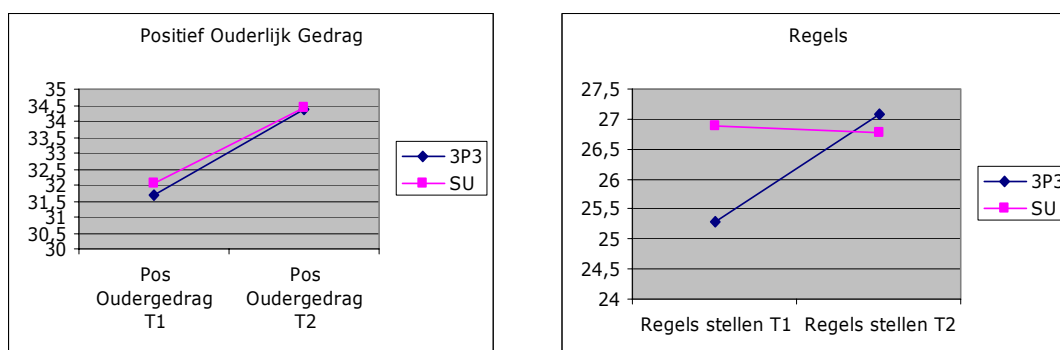 Positief Ouderlijk Gedrag
35
34,5
34
33,5
33
32,5
32
31,5
31
30,5
30
Pos
Oudergedrag
T1
Pos
Oudergedrag
T2
3P3
SU
Regels
27,5
27
26,5
26
25,5
25
24,5
24
Regels stellen T1 Regels stellen T2
3P3
SU